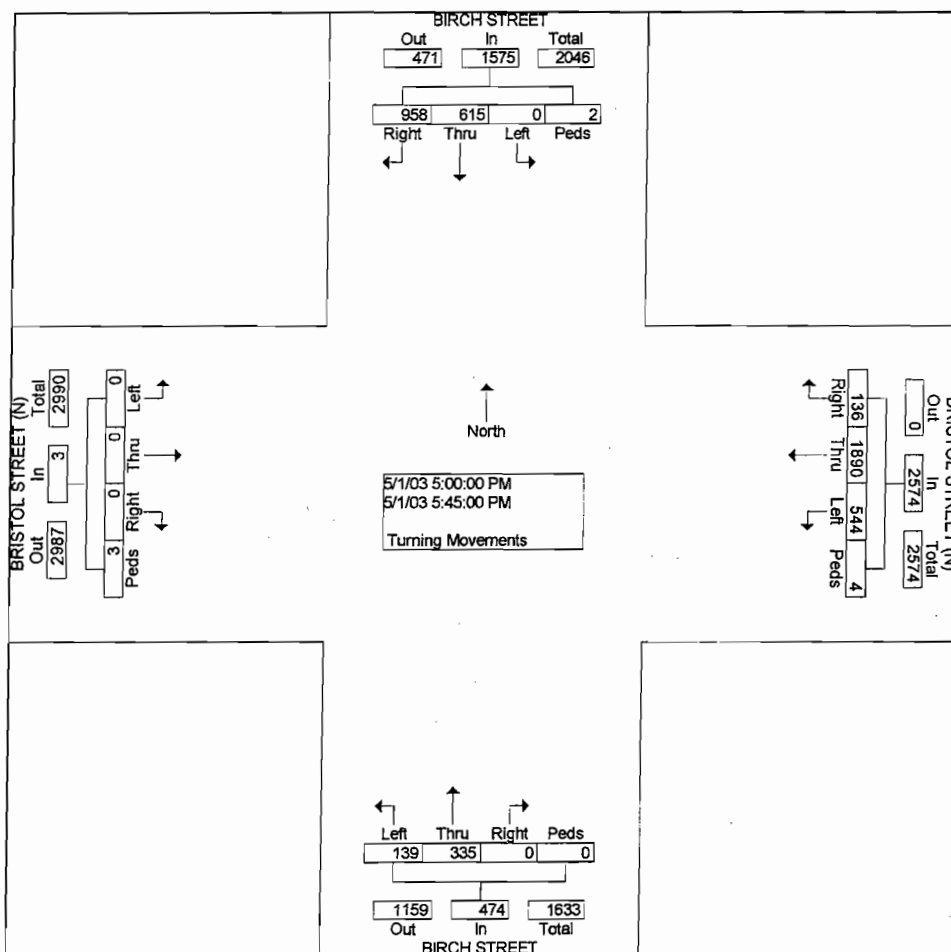 BIRCH STREET
Out In Total
471 1575 2046
958 615 0 2
Right Thru Left Peds
BRISTOL STREET (N)
Total In Out
2990 3 2987
0 0 0 3
Left Thru Right Peds
North
5/1/03 5:00:00 PM
5/1/03 5:45:00 PM
Turning Movements
Right Thru Left Peds
136 1890 544 4
Out In Total
0 2574 2574
BRISTOL STREET (N)
Left Thru Right Peds
139 335 0 0
1159 474 1633
Out In Total
BIRCH STREET